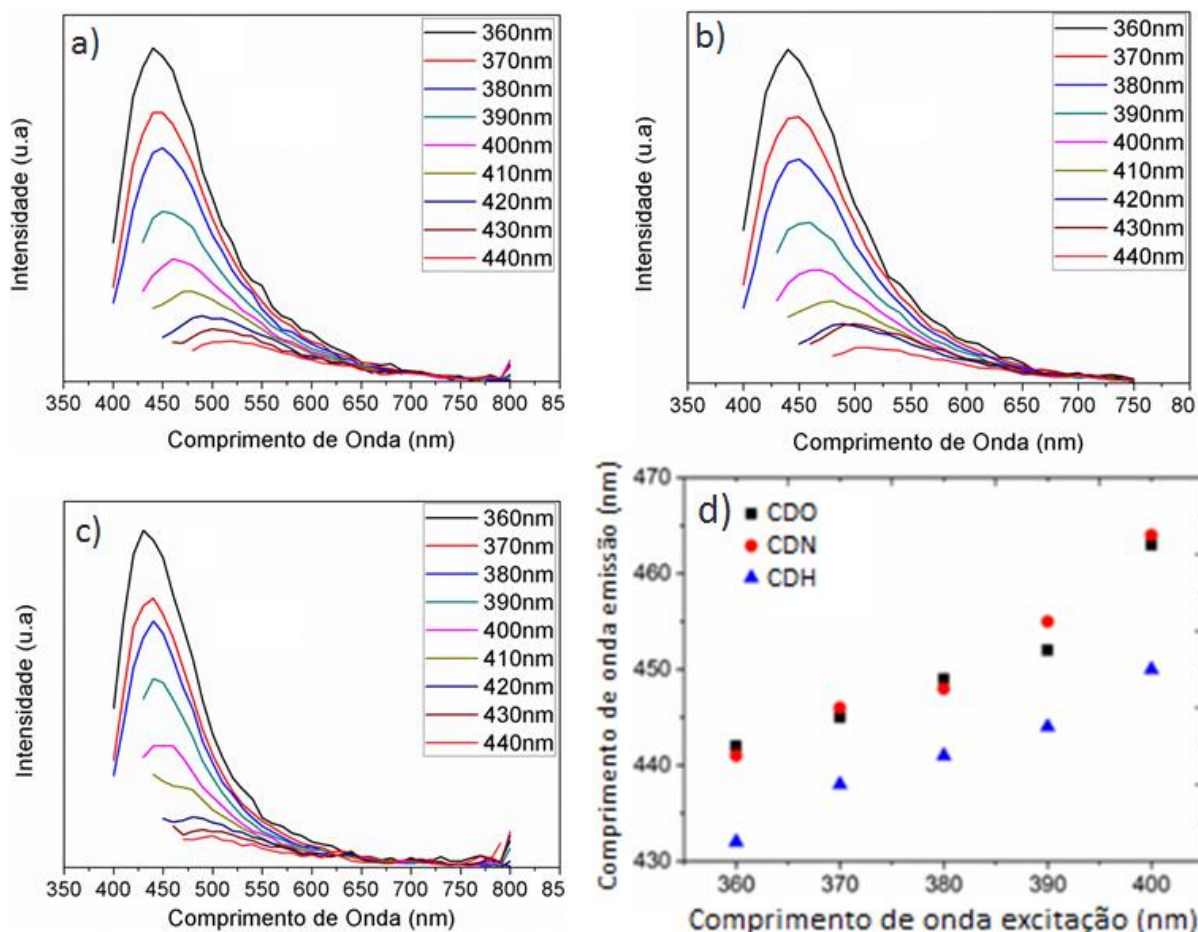 a)
360nm
370nm
380nm
390nm
400nm
410nm
420nm
430nm
440nm
Intensidade (u.a)
350 400 450 500 550 600 650 700 750 800 85
Comprimento de Onda (nm)
b)
360nm
370nm
380nm
390nm
400nm
410nm
420nm
430nm
440nm
Intensidade (u.a)
350 400 450 500 550 600 650 700 750 80
Comprimento de Onda (nm)
c)
360nm
370nm
380nm
390nm
400nm
410nm
420nm
430nm
440nm
Intensidade (u.a)
350 400 450 500 550 600 650 700 750 800 85
Comprimento de Onda (nm)
d)
CDO
CDN
CDH
Comprimento de onda emissão (nm)
470
460
450
440
430
360 370 380 390 400
Comprimento de onda excitação (nm)